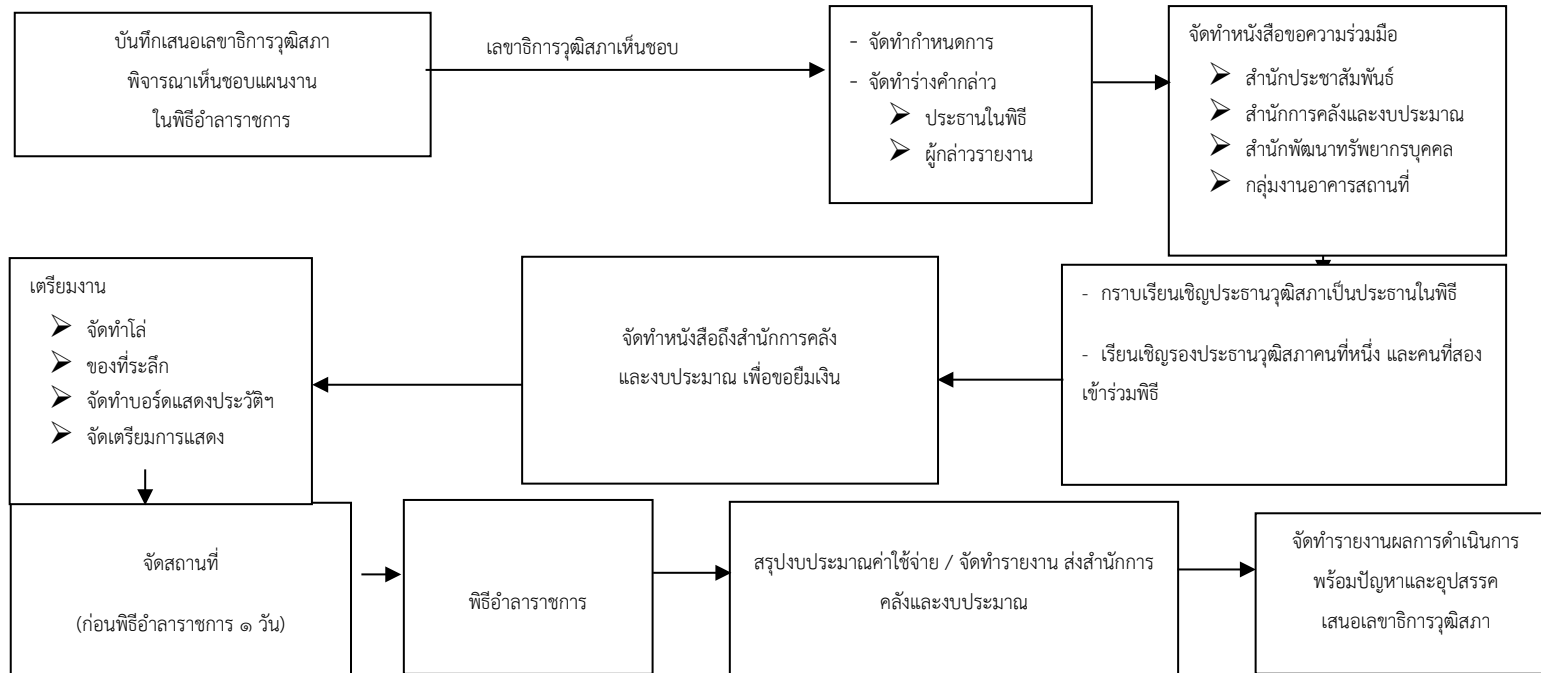 บันทึกเสนอเลขาธิการวุฒิสภา
พิจารณาเห็นชอบแผนงาน
ในพิธีอำลาราชการ
เลขาธิการวุฒิสภาเห็นชอบ
- จัดทำกำหนดการ
- จัดทำร่างคำกล่าว
➢ ประธานในพิธี
➢ ผู้กล่าวรายงาน
จัดทำหนังสือขอความร่วมมือ
➢ สำนักประชาสัมพันธ์
➢ สำนักการคลังและงบประมาณ
➢ สำนักพัฒนาทรัพยากรบุคคล
➢ กลุ่มงานอาคารสถานที่
- กราบเรียนเชิญประธานวุฒิสภาเป็นประธานในพิธี
- เรียนเชิญรองประธานวุฒิสภาคนที่หนึ่ง และคนที่สอง
เข้าร่วมพิธี
จัดทำหนังสือถึงสำนักการคลัง
และงบประมาณ เพื่อขอยืมเงิน
เตรียมงาน
➢ จัดทำโล่
➢ ของที่ระลึก
➢ จัดทำบอร์ดแสดงประวัติฯ
➢ จัดเตรียมการแสดง
จัดสถานที่
(ก่อนพิธีอำลาราชการ ๑ วัน)
พิธีอำลาราชการ
สรุปงบประมาณค่าใช้จ่าย / จัดทำรายงาน ส่งสำนักการ
คลังและงบประมาณ
จัดทำรายงานผลการดำเนินการ
พร้อมปัญหาและอุปสรรค
เสนอเลขาธิการวุฒิสภา